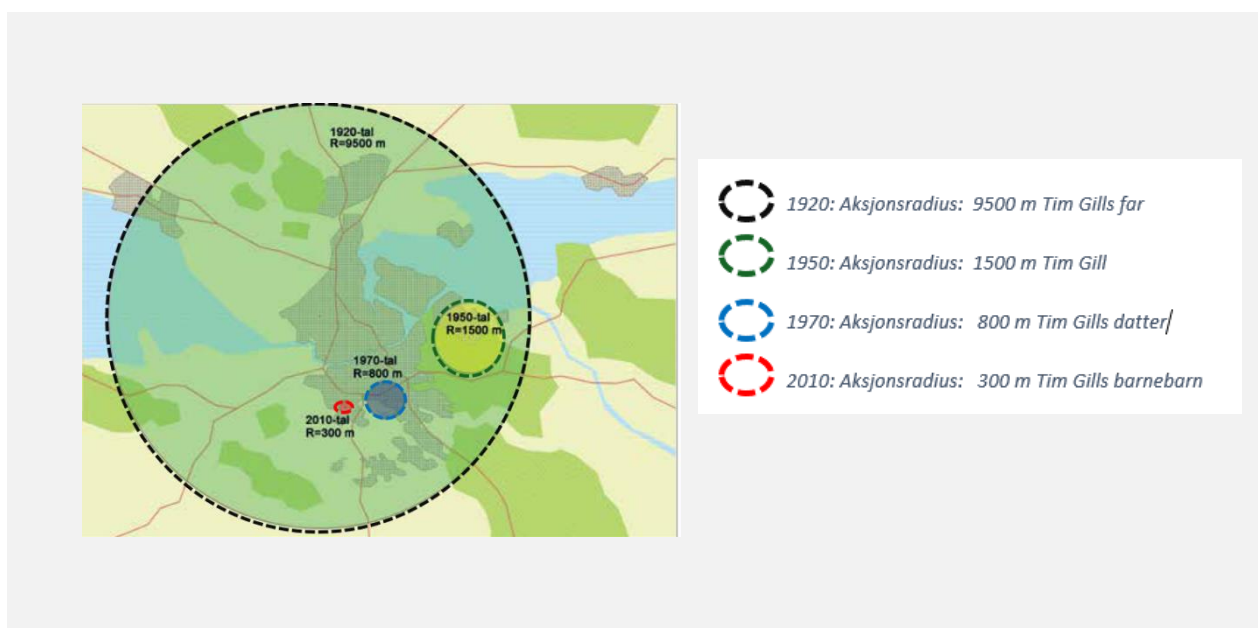 1920-tal
R=9500 m
1950-tal
R=1500 m
1970-tal
R=800 m
2010-tal
R=300 m
1920: Aksjonsradius: 9500 m Tim Gills far
1950: Aksjonsradius: 1500 m Tim Gill
1970: Aksjonsradius: 800 m Tim Gills datter
2010: Aksjonsradius: 300 m Tim Gills barnebarn